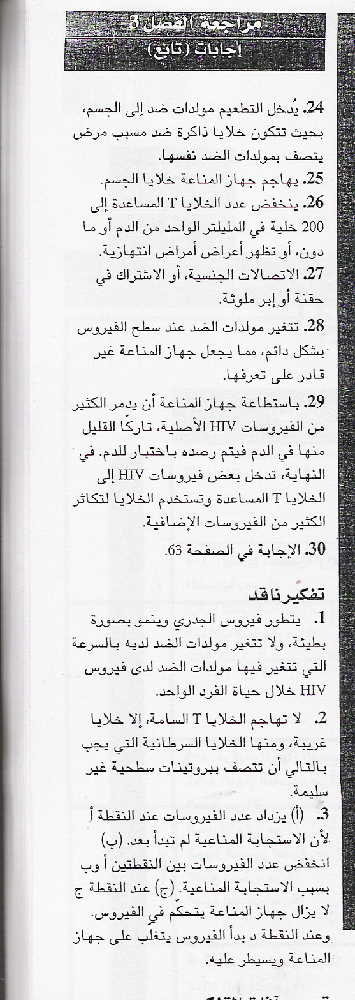 مراجعة الفصل 3
إجابات (تابع)
24. يُدخل التطعيم مولدات ضد إلى الجسم،
بحيث تتكون خلايا ذاكرة ضد مسبب مرض
يتصف بمولدات الضد نفسها.
25. يهاجم جهاز المناعة خلايا الجسم.
26. ينخفض عدد الخلايا T المساعدة إلى
200 خلية في المليلتر الواحد من الدم أو ما
دون، أو تظهر أعراض أمراض انتهازية.
27. الاتصالات الجنسية، أو الاشتراك في
حقنة أو إبر ملوثة.
28. تتغير مولدات الضد عند سطح الفيروس
بشكل دائم، مما يجعل جهاز المناعة غير
قادر على تعرفها.
29. باستطاعة جهاز المناعة أن يدمر الكثير
من الفيروسات HIV الأصلية، تاركًا القليل
منها في الدم فيتم رصده باختبار للدم. في
النهاية، تدخل بعض فيروسات HIV إلى
الخلايا T المساعدة وتستخدم الخلايا لتكاثر
الكثير من الفيروسات الإضافية.
30. الإجابة في الصفحة 63.
تفكير ناقد
1. يتطور فيروس الجدري وينمو بصورة
بطيئة، ولا تتغير مولدات الضد لديه بالسرعة
التي تتغير فيها مولدات الضد لدى فيروس
HIV خلال حياة الفرد الواحد.
2. لا تهاجم الخلايا T السامة، إلا خلايا
غريبة، ومنها الخلايا السرطانية التي يجب
بالتالي أن تتصف ببروتينات سطحية غير
سليمة.
3. (أ) يزداد عدد الفيروسات عند النقطة أ
لأن الاستجابة المناعية لم تبدأ بعد. (ب)
انخفض عدد الفيروسات بين النقطتين أ وب
بسبب الاستجابة المناعية. (ج) عند النقطة ج
لا يزال جهاز المناعة يتحكّم في الفيروس.
وعند النقطة د بدأ الفيروس يتغلّب على جهاز
المناعة ويسيطر عليه.